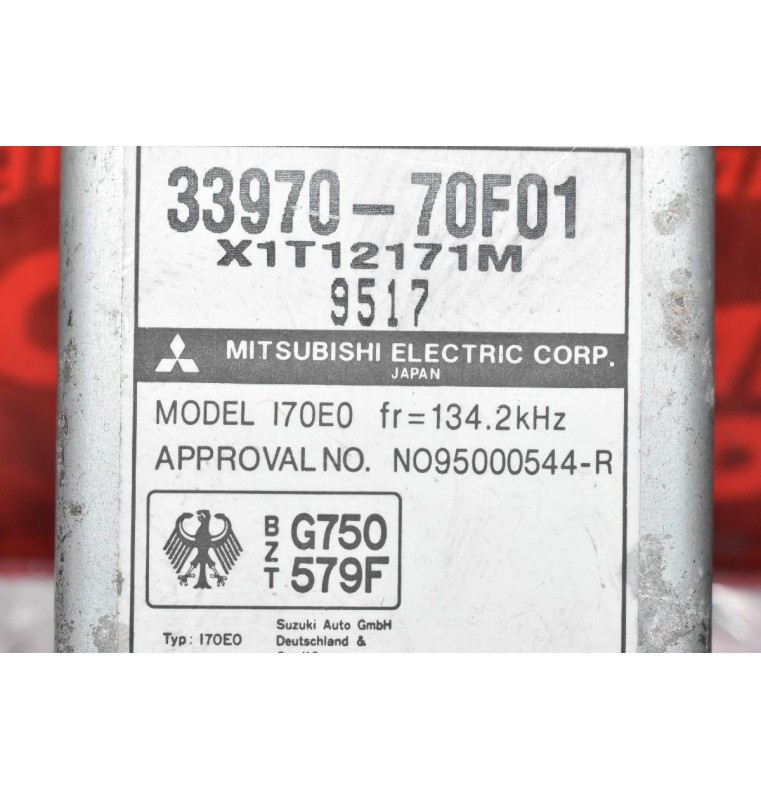 33970-70F01
X1T12171M
9517
MITSUBISHI ELECTRIC CORP.
JAPAN
MODEL I70E0 fr=134.2kHz
APPROVAL NO. NO95000544-R
BZT G750 579F
Typ: I70E0
Suzuki Auto GmbH
Deutschland &